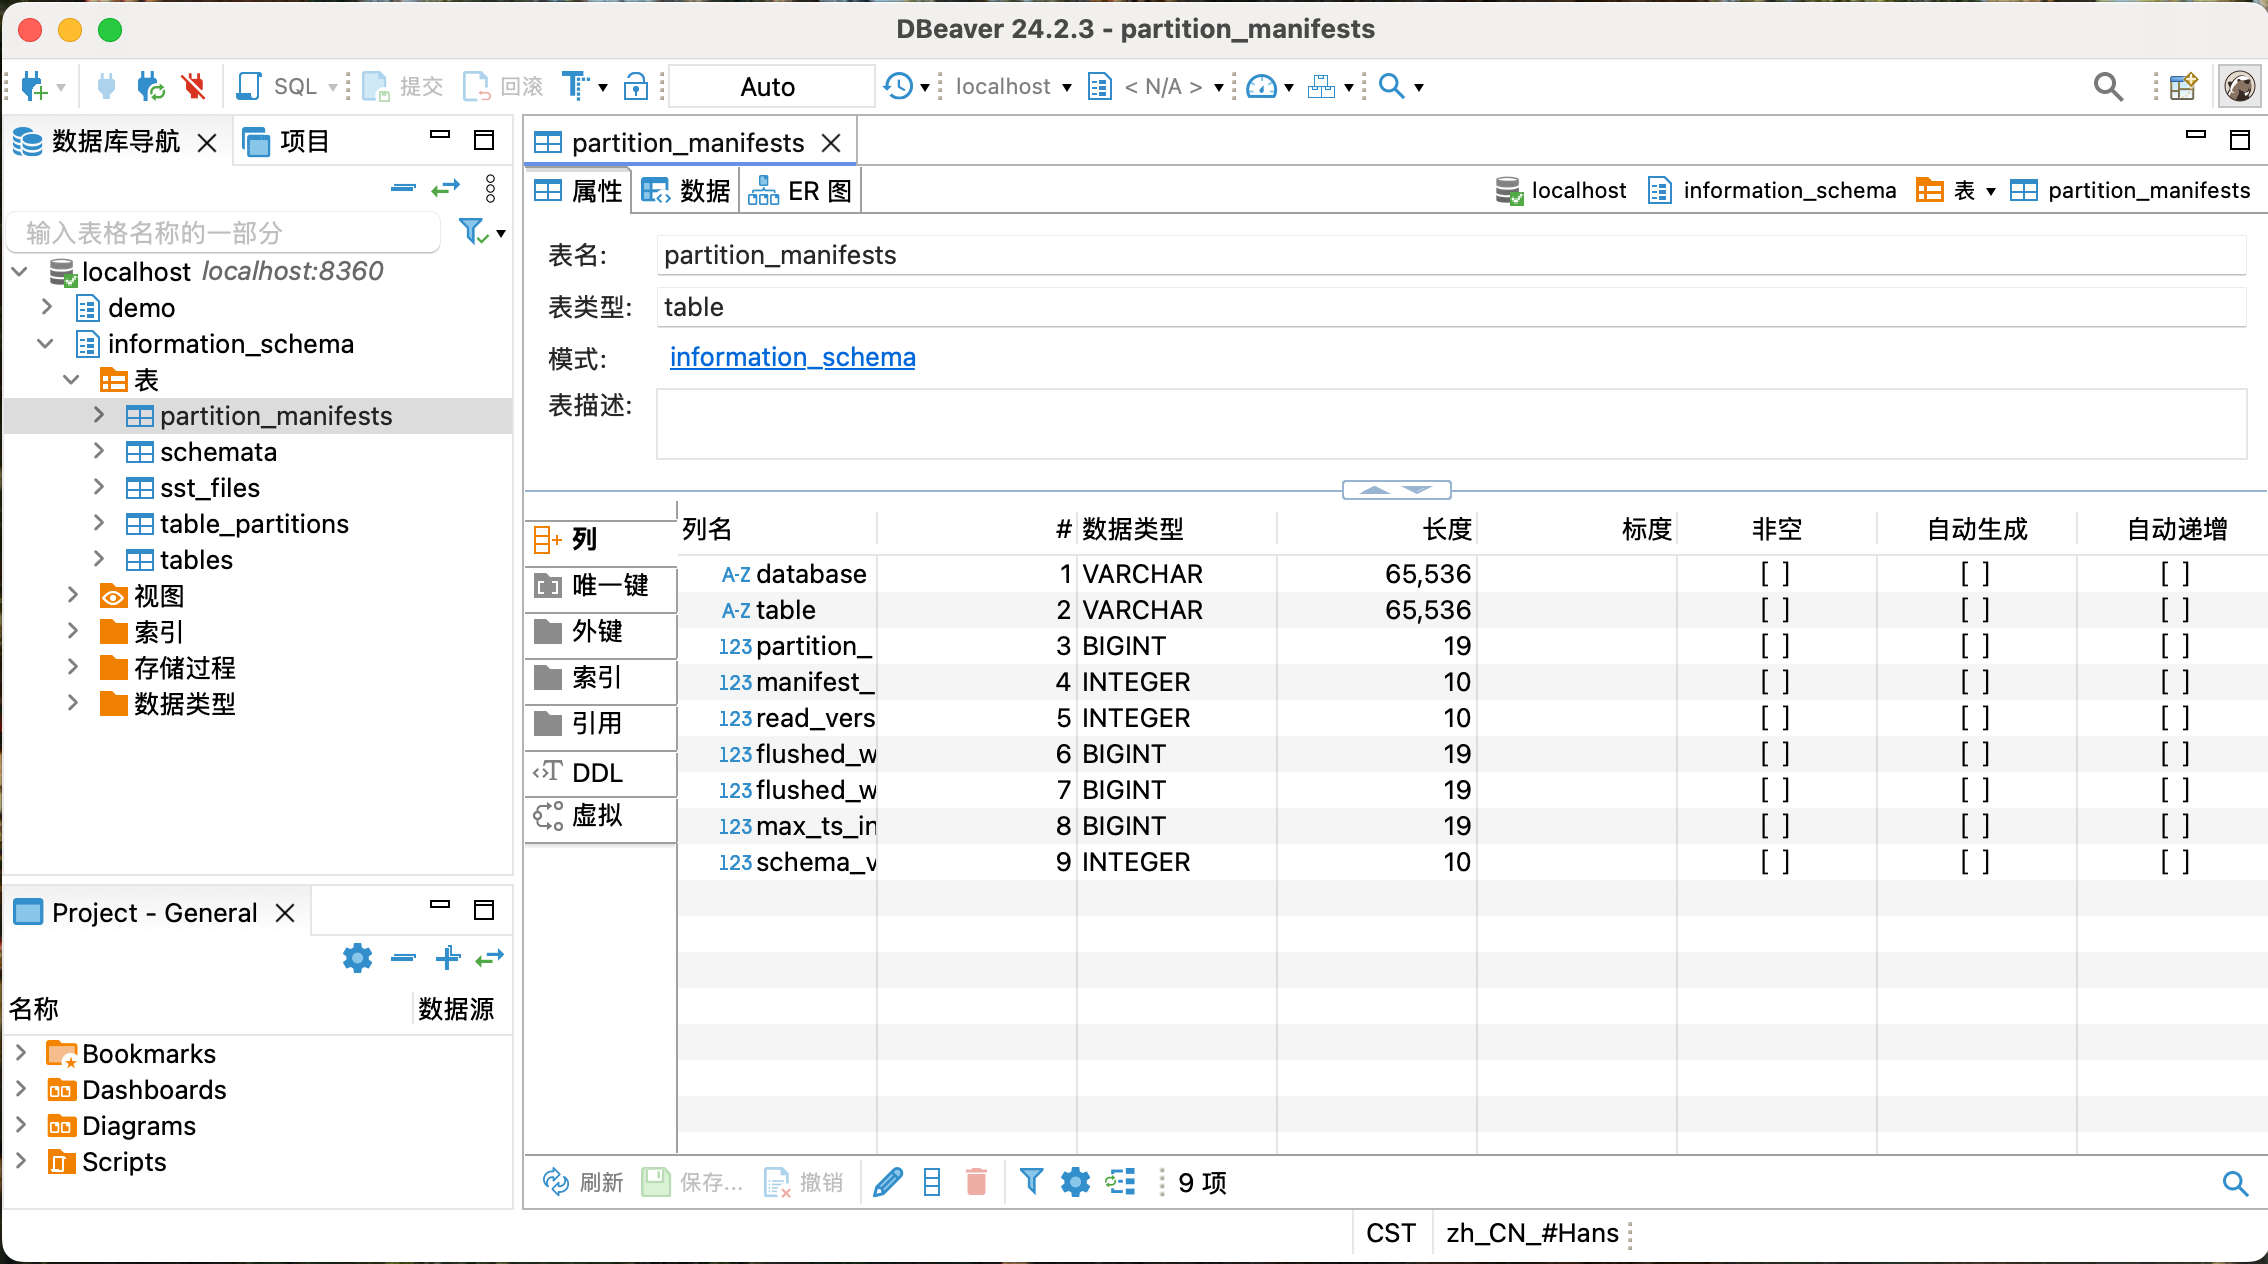 DBeaver 24.2.3 - partition_manifests
SQL 提交 回滚 Auto localhost < N/A >
数据库导航 项目
输入表格名称的一部分
localhost localhost:8360
demo
information_schema
表
partition_manifests
schemata
sst_files
table_partitions
tables
视图
索引
存储过程
数据类型
Project - General
名称 数据源
Bookmarks
Dashboards
Diagrams
Scripts
partition_manifests
属性 数据 ER 图 localhost information_schema 表 partition_manifests
表名: partition_manifests
表类型: table
模式: information_schema
表描述:
列
唯一键
外键
索引
引用
DDL
虚拟
列名 # 数据类型 长度 标度 非空 自动生成 自动递增
A-Z database 1 VARCHAR 65,536 [ ] [ ] [ ]
A-Z table 2 VARCHAR 65,536 [ ] [ ] [ ]
123 partition_ 3 BIGINT 19 [ ] [ ] [ ]
123 manifest_ 4 INTEGER 10 [ ] [ ] [ ]
123 read_vers 5 INTEGER 10 [ ] [ ] [ ]
123 flushed_w 6 BIGINT 19 [ ] [ ] [ ]
123 flushed_w 7 BIGINT 19 [ ] [ ] [ ]
123 max_ts_in 8 BIGINT 19 [ ] [ ] [ ]
123 schema_v 9 INTEGER 10 [ ] [ ] [ ]
刷新 保存... 撤销 9 项
CST zh_CN_#Hans